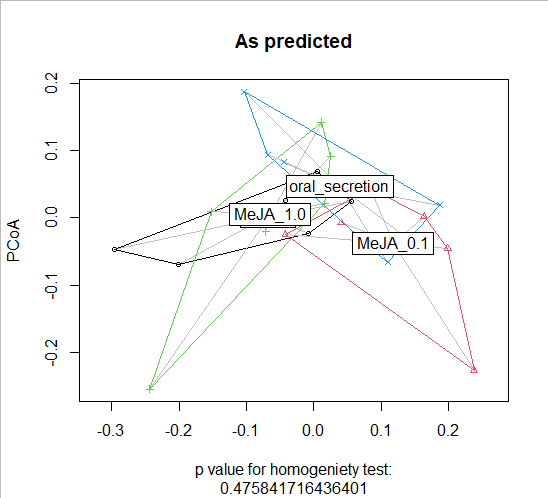 As predicted
0.2
0.1
0.0
-0.1
-0.2
PCoA
oral_secretion
MeJA_1.0
MeJA_0.1
-0.3 -0.2 -0.1 0.0 0.1 0.2
p value for homogeniety test:
0.475841716436401